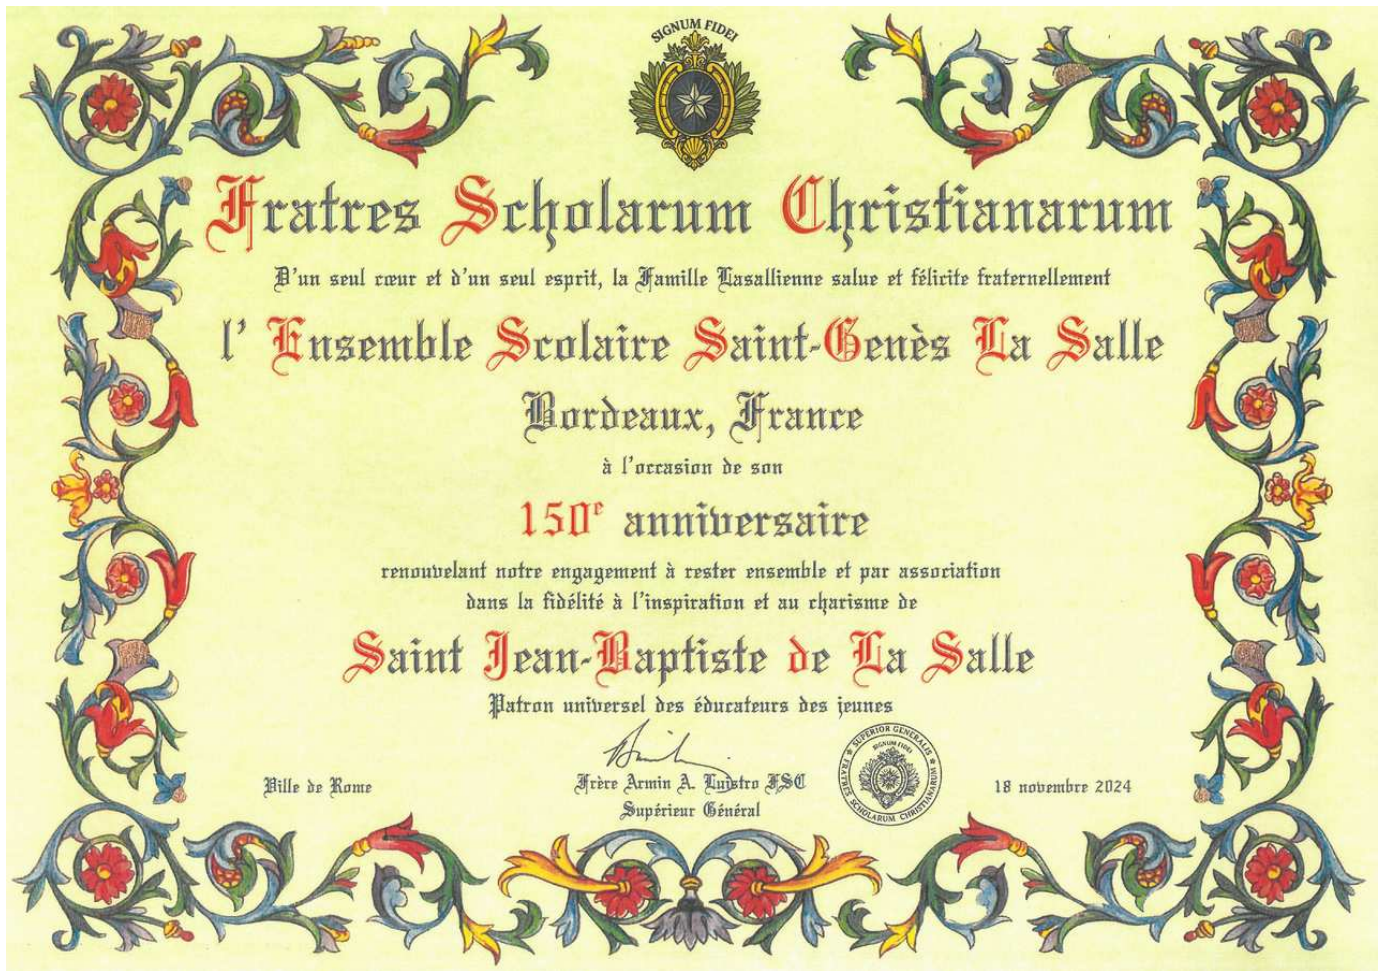 SIGNUM FIDEI
Fratres Scholarum Christianarum
D'un seul cœur et d'un seul esprit, la Famille Lasallienne salue et félicite fraternellement
l' Ensemble Scolaire Saint-Genès La Salle
Bordeaux, France
à l'occasion de son
150e anniversaire
renouvelant notre engagement à rester ensemble et par association
dans la fidélité à l'inspiration et au charisme de
Saint Jean-Baptiste de La Salle
Patron universel des éducateurs des jeunes
SUPERIOR GENERALIS
SIGNUM FIDEI
FRATRES SCHOLARUM CHRISTIANARUM
Ville de Rome
Frère Armin A. Luistro FSC
18 novembre 2024
Supérieur Général